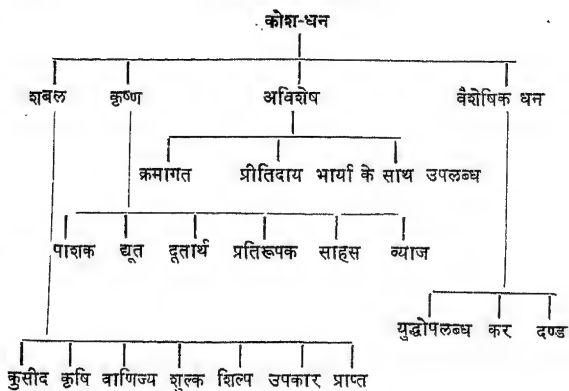 कोश-धन
शबल कृष्ण अविशेष वैशेषिक धन
क्रमागत प्रीतिदाय भार्या के साथ उपलब्ध
पाशक द्यूत दूतार्थ प्रतिरूपक साहस व्याज
युद्धोपलब्ध कर दण्ड
कुसीद कृषि वाणिज्य शुल्क शिल्प उपकार प्राप्त